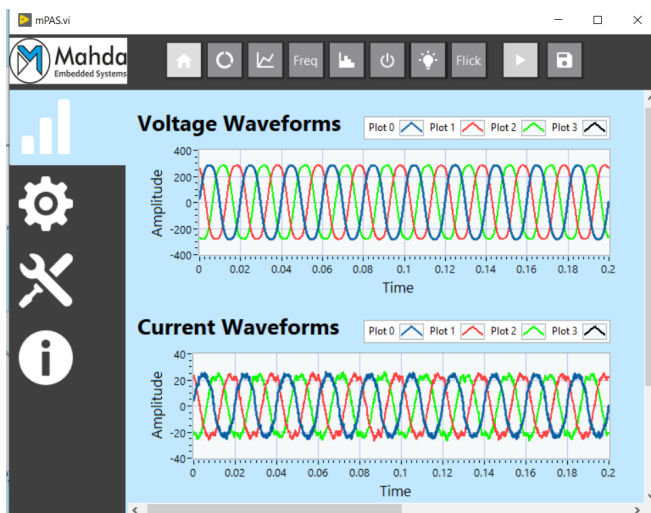 mPAS.vi
Mahda
Embedded Systems
Freq
Flick
Voltage Waveforms
Plot 0 Plot 1 Plot 2 Plot 3
Amplitude
400
200
0
-200
-400
0 0.02 0.04 0.06 0.08 0.1 0.12 0.14 0.16 0.18 0.2
Time
Current Waveforms
Plot 0 Plot 1 Plot 2 Plot 3
Amplitude
40
20
0
-20
-40
0 0.02 0.04 0.06 0.08 0.1 0.12 0.14 0.16 0.18 0.2
Time